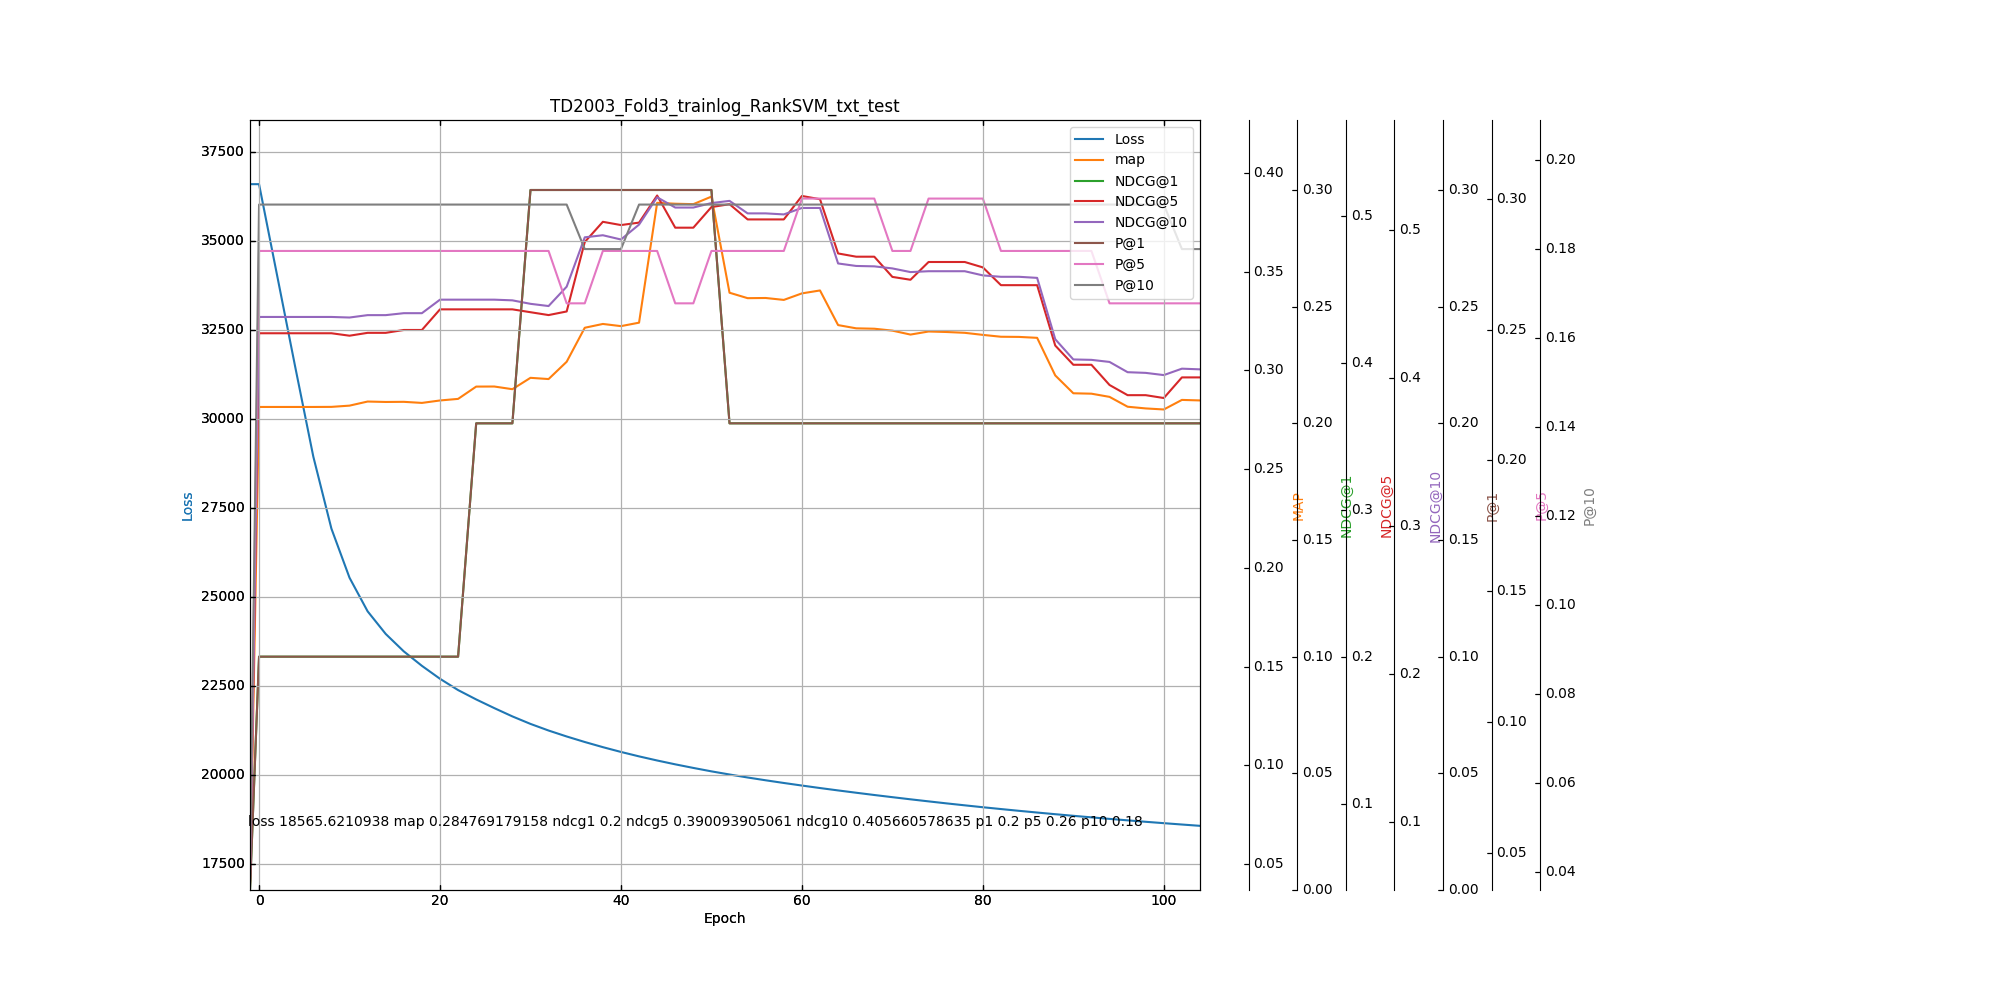 TD2003_Fold3_trainlog_RankSVM_txt_test
Loss
map
NDCG@1
NDCG@5
NDCG@10
P@1
P@5
P@10
37500
35000
32500
30000
27500
25000
22500
20000
17500
Loss
loss 18565.6210938 map 0.284769179158 ndcg1 0.2 ndcg5 0.390093905061 ndcg10 0.405660578635 p1 0.2 p5 0.26 p10 0.18
0 20 40 60 80 100
Epoch
0.40
0.35
0.30
0.25
0.20
0.15
0.10
0.05
MAP
0.30
0.25
0.20
0.15
0.10
0.05
0.00
NDCG@1
0.5
0.4
0.3
0.2
0.1
NDCG@5
0.5
0.4
0.3
0.2
0.1
NDCG@10
0.30
0.25
0.20
0.15
0.10
0.05
0.00
P@1
0.30
0.25
0.20
0.15
0.10
0.05
P@5
0.20
0.18
0.16
0.14
0.12
0.10
0.08
0.06
0.04
P@10